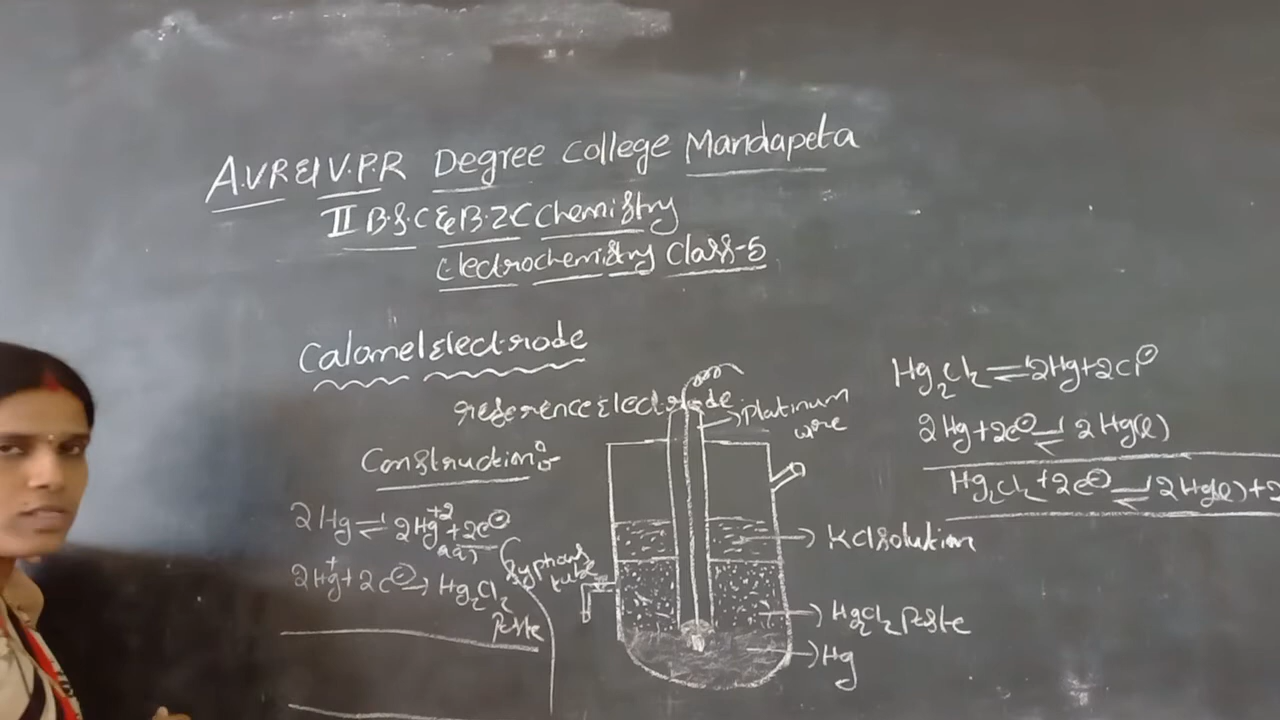 A.V.R & V.P.R Degree College Mandapeta
II B.S.C & B.Z.C Chemistry
Electrochemistry Class-5
Calomel Electrode
reference Electrode
Construction:-
2Hg ⇌ 2Hg⁺² + 2e⊖
aq)
2Hg⁺ + 2e⊖ → Hg₂Cl₂
Paste
Syphons
tube
Platinum
wire
KCl solution
Hg₂Cl₂ Paste
Hg
Hg₂Cl₂ ⇌ 2Hg + 2Cl⊖
2Hg + 2e⊖ ⇌ 2Hg(l)
Hg₂Cl₂ + 2e⊖ ⇌ 2Hg(l) + 2